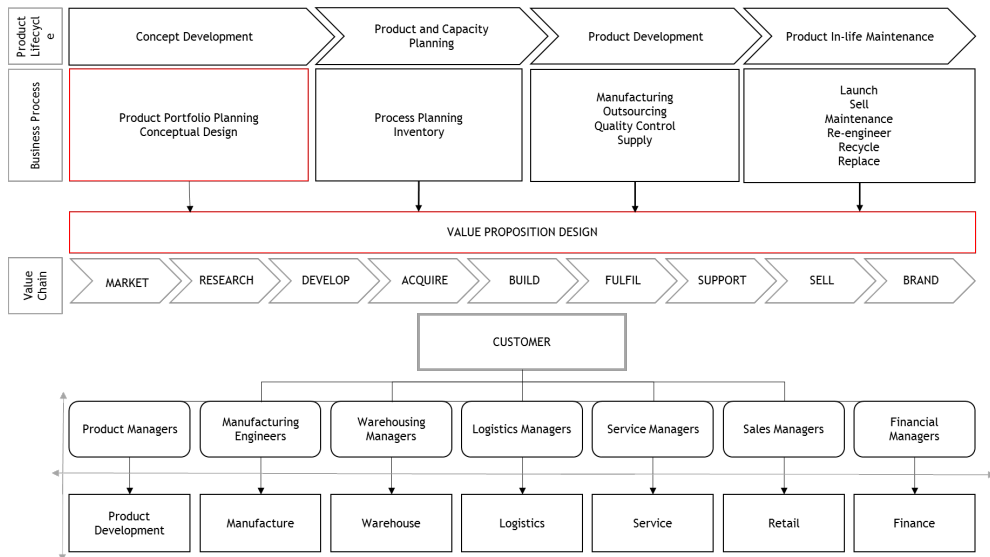 Product
Lifecycl
e
Concept Development
Product and Capacity
Planning
Product Development
Product In-life Maintenance
Business Process
Product Portfolio Planning
Conceptual Design
Process Planning
Inventory
Manufacturing
Outsourcing
Quality Control
Supply
Launch
Sell
Maintenance
Re-engineer
Recycle
Replace
VALUE PROPOSITION DESIGN
Value
Chain
MARKET
RESEARCH
DEVELOP
ACQUIRE
BUILD
FULFIL
SUPPORT
SELL
BRAND
CUSTOMER
Product Managers
Manufacturing
Engineers
Warehousing
Managers
Logistics Managers
Service Managers
Sales Managers
Financial
Managers
Product
Development
Manufacture
Warehouse
Logistics
Service
Retail
Finance